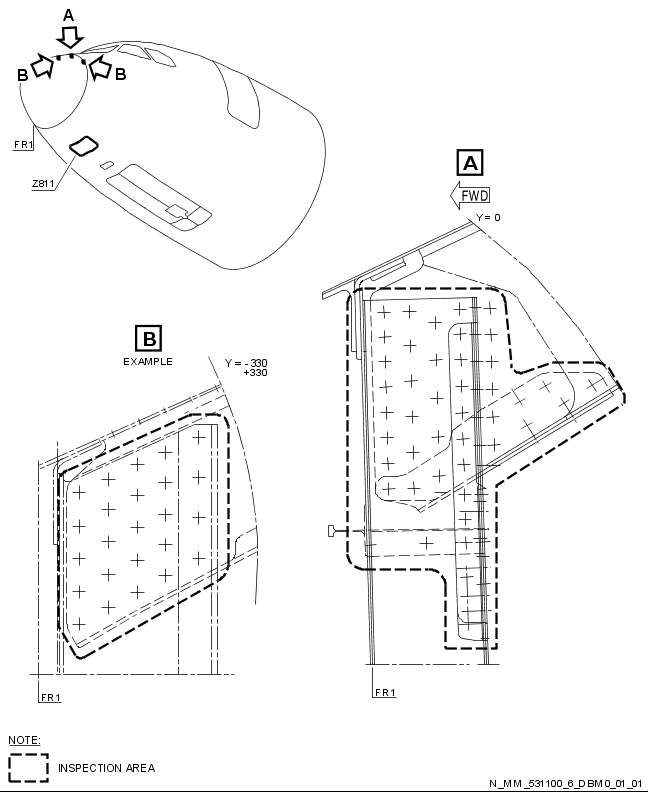 A
B
B
FR1
Z811
A
FWD
Y = 0
B
EXAMPLE
Y = - 330
+330
FR1
FR1
NOTE:
INSPECTION AREA
N_MM_531100_6_DBM0_01_01